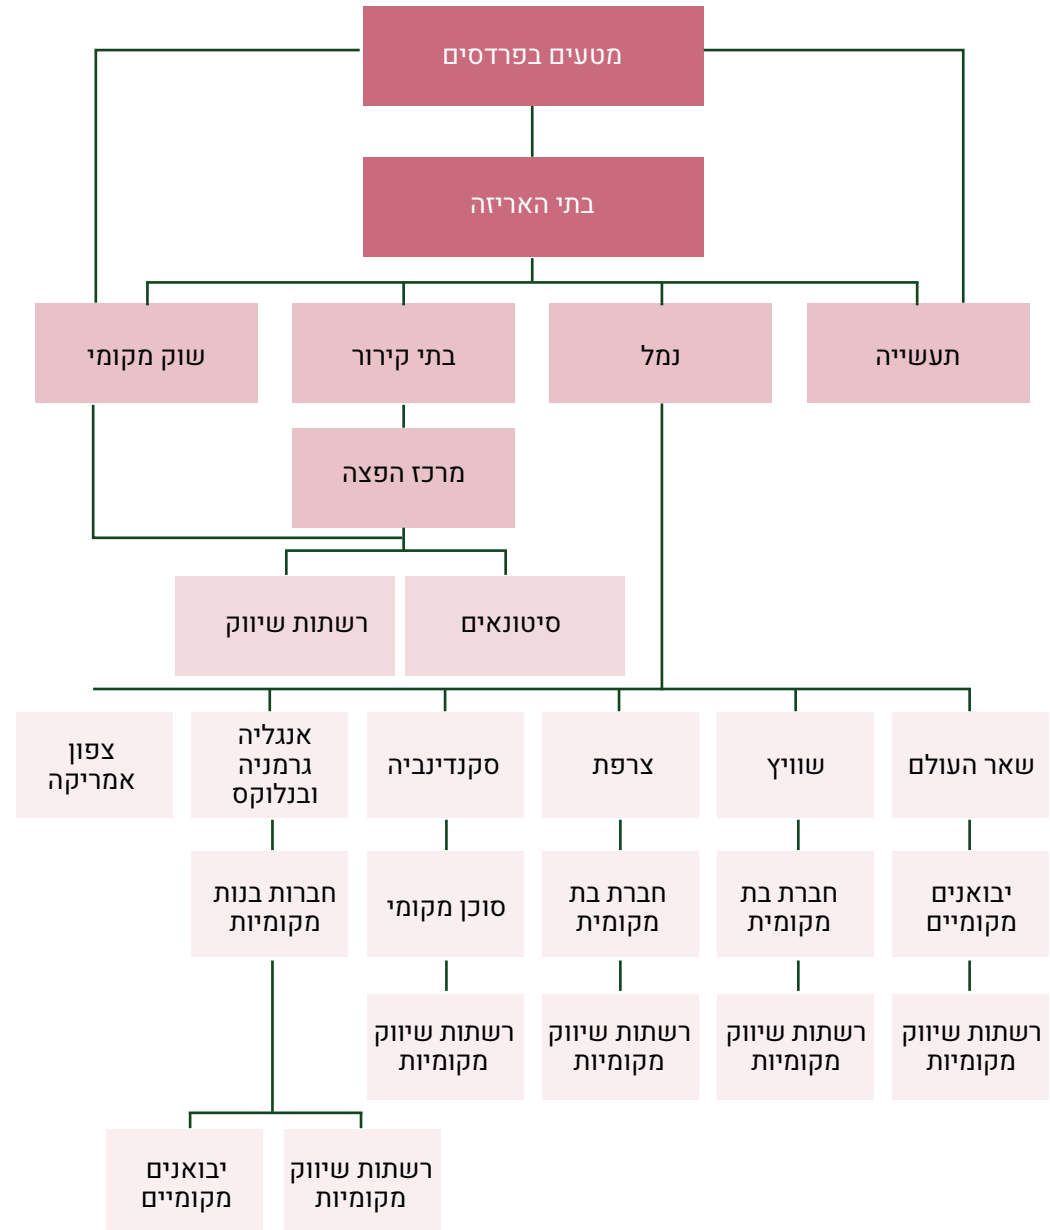 מטעים בפרדסים
בתי האריזה
תעשייה
נמל
בתי קירור
שוק מקומי
מרכז הפצה
סיטונאים
רשתות שיווק
שאר העולם
שוויץ
צרפת
סקנדינביה
אנגליה
גרמניה
ובנלוקס
צפון
אמריקה
יבואנים
מקומיים
חברת בת
מקומית
חברת בת
מקומית
סוכן מקומי
חברות בנות
מקומיות
רשתות שיווק
מקומיות
רשתות שיווק
מקומיות
רשתות שיווק
מקומיות
רשתות שיווק
מקומיות
רשתות שיווק
מקומיות
יבואנים
מקומיים